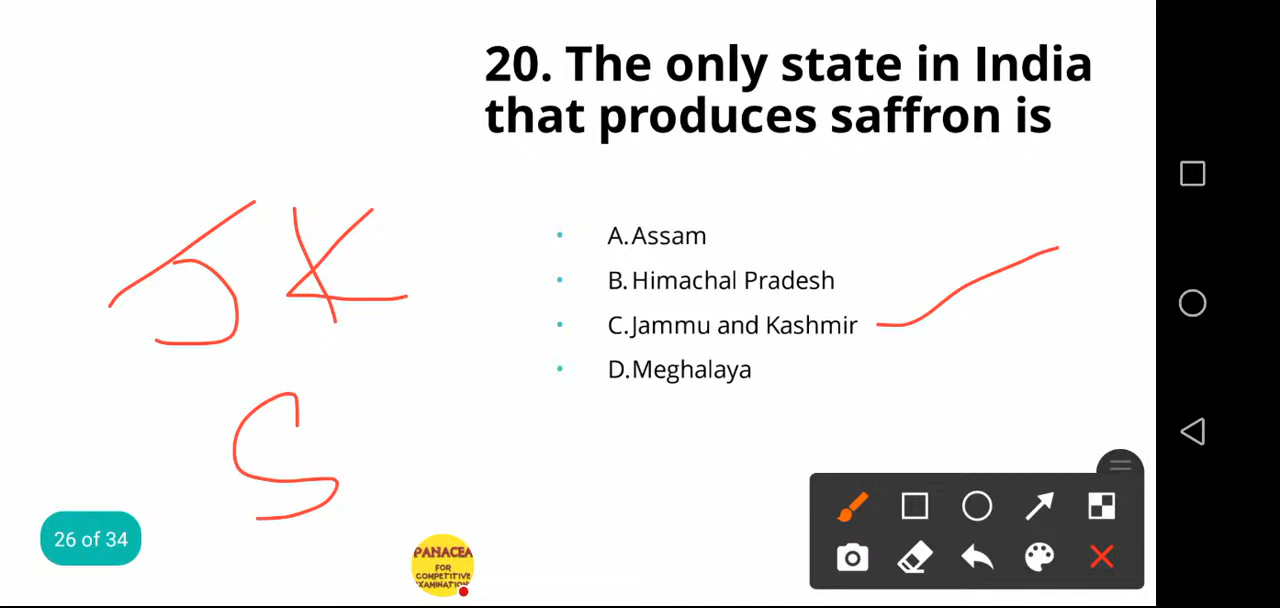 20. The only state in India
that produces saffron is
J K
A.Assam
B.Himachal Pradesh
C.Jammu and Kashmir
D.Meghalaya
S
26 of 34
PANACEA
FOR
COMPETITIVE
EXAMINATION